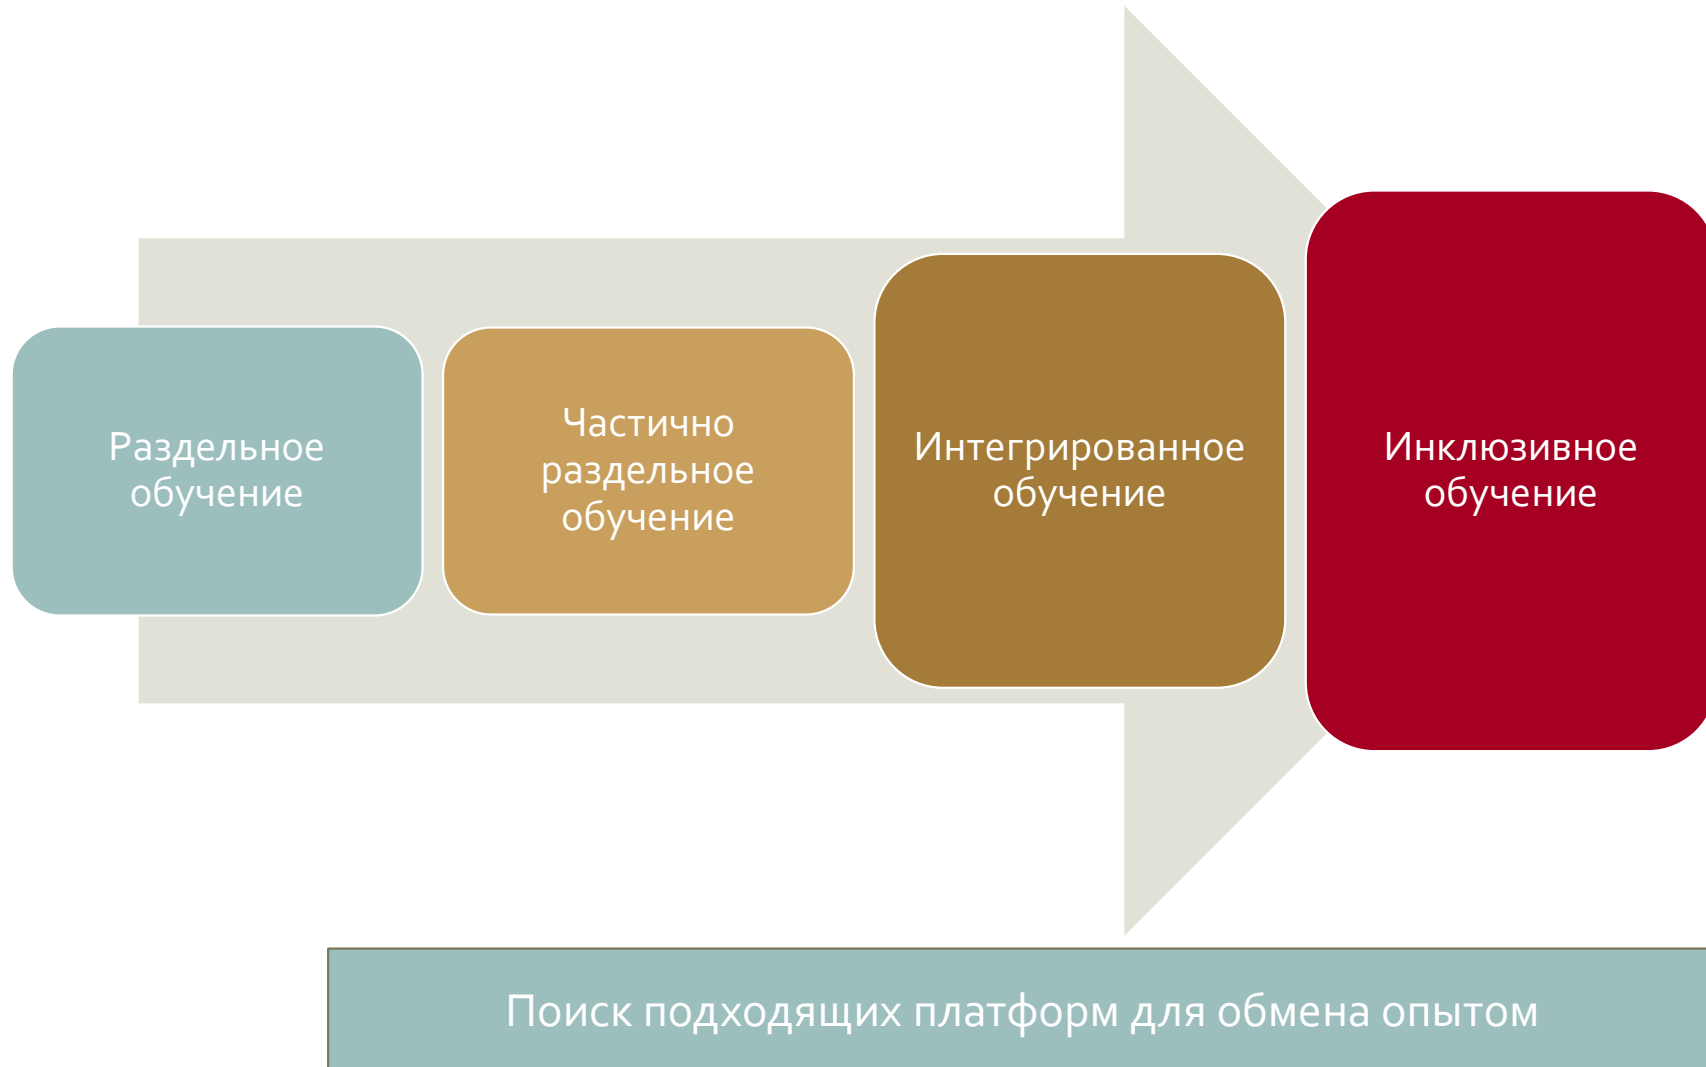 Раздельное
обучение
Частично
раздельное
обучение
Интегрированное
обучение
Инклюзивное
обучение
Поиск подходящих платформ для обмена опытом